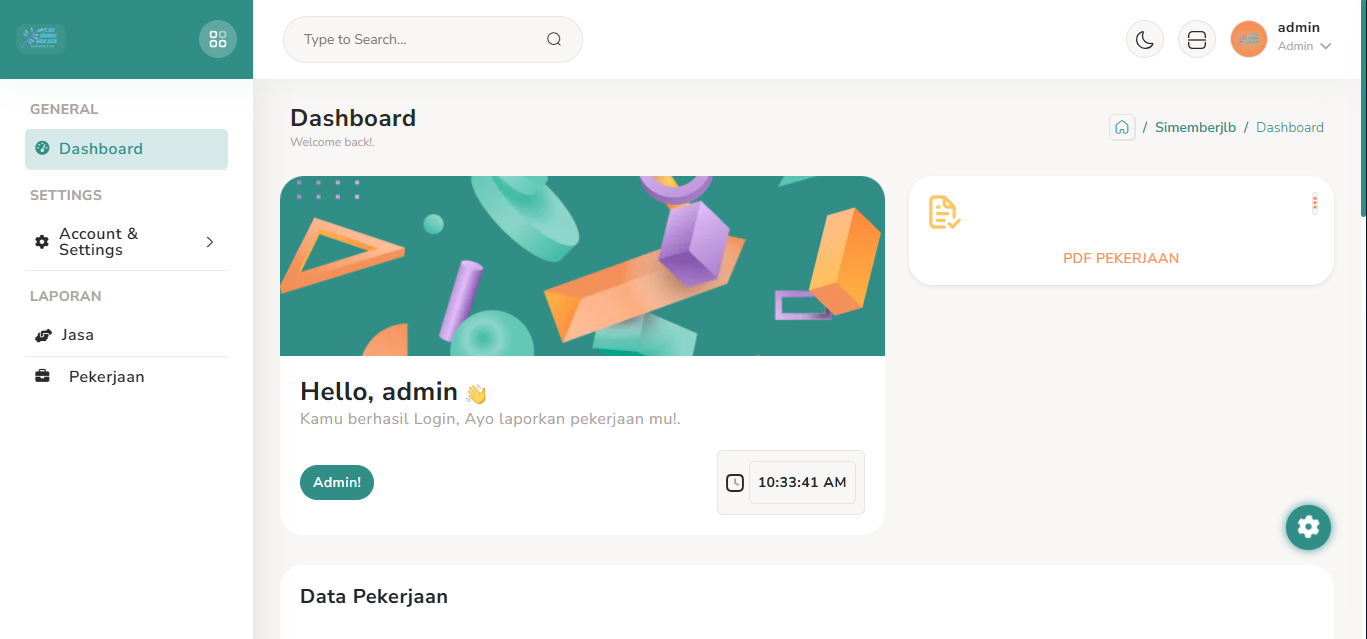 Type to Search...
admin
Admin
GENERAL
Dashboard
SETTINGS
Account &
Settings
LAPORAN
Jasa
Pekerjaan
Dashboard
Welcome back!.
/ Simemberjlb / Dashboard
PDF PEKERJAAN
Hello, admin 👋
Kamu berhasil Login, Ayo laporkan pekerjaan mu!.
Admin!
10:33:41 AM
Data Pekerjaan